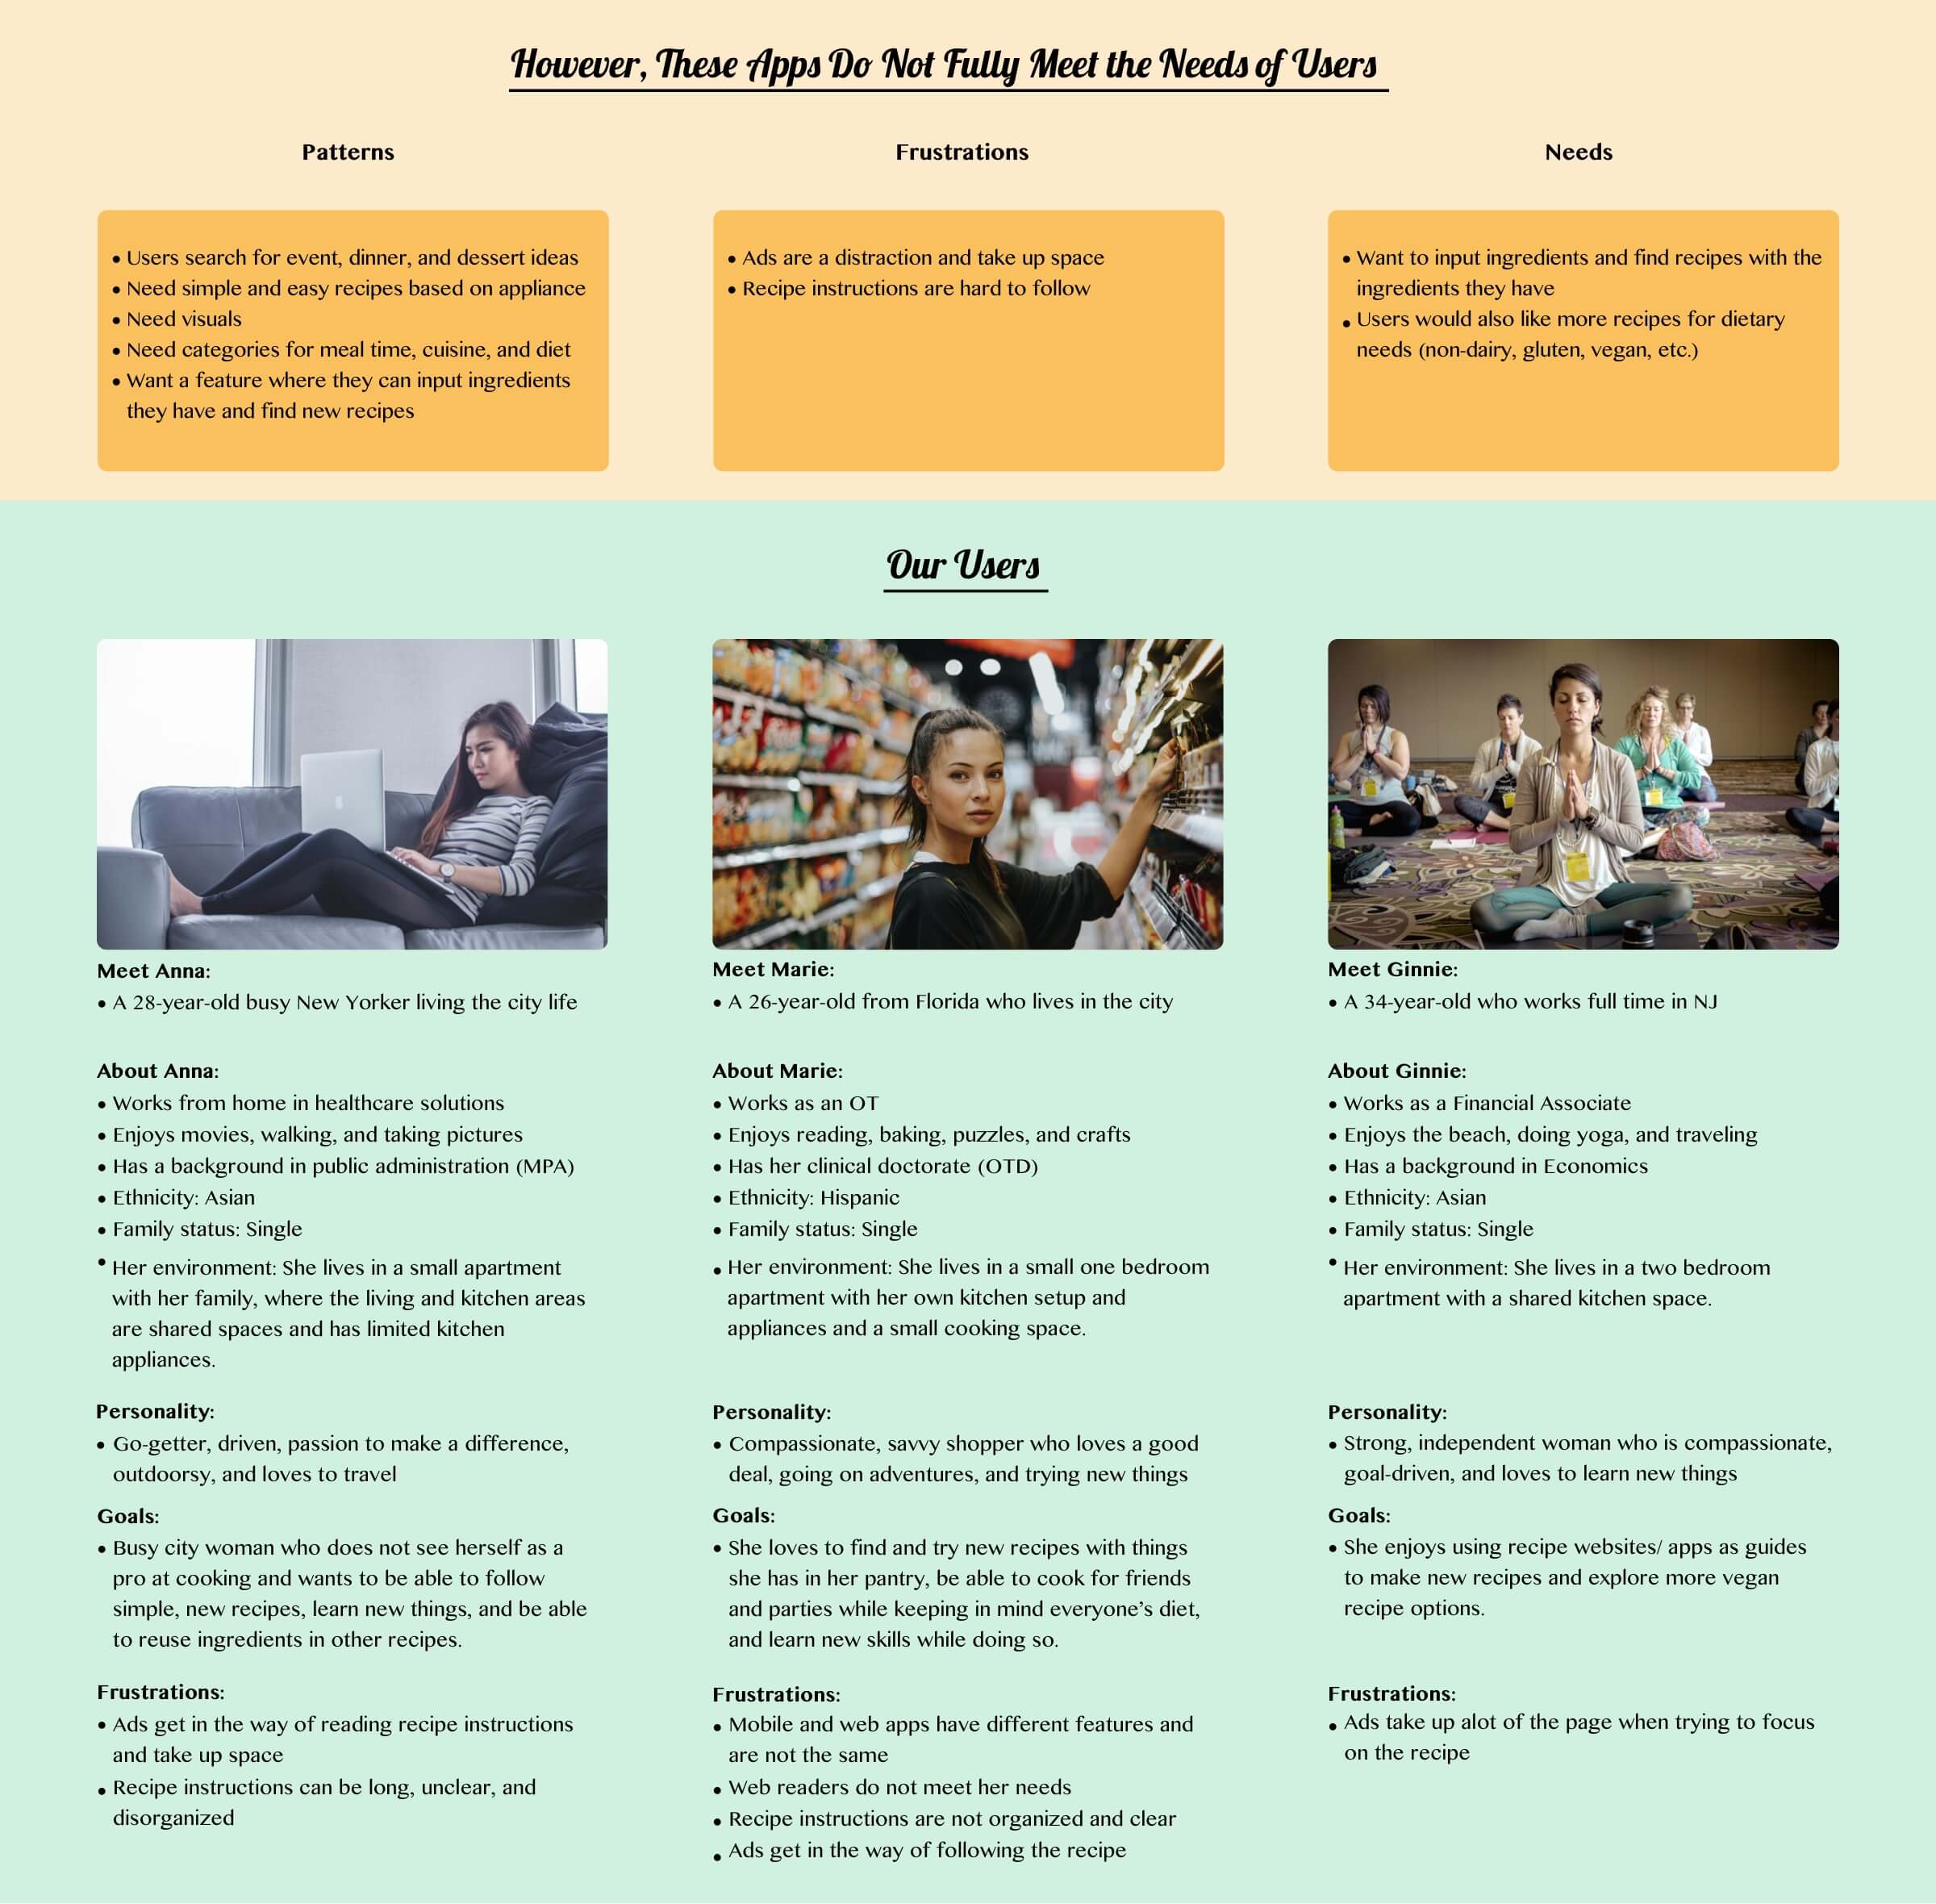 However, These Apps Do Not Fully Meet the Needs of Users
Patterns
• Users search for event, dinner, and dessert ideas
• Need simple and easy recipes based on appliance
• Need visuals
• Need categories for meal time, cuisine, and diet
• Want a feature where they can input ingredients
they have and find new recipes
Frustrations
• Ads are a distraction and take up space
• Recipe instructions are hard to follow
Needs
• Want to input ingredients and find recipes with the
ingredients they have
• Users would also like more recipes for dietary
needs (non-dairy, gluten, vegan, etc.)
Our Users
Meet Anna:
• A 28-year-old busy New Yorker living the city life
About Anna:
• Works from home in healthcare solutions
• Enjoys movies, walking, and taking pictures
• Has a background in public administration (MPA)
• Ethnicity: Asian
• Family status: Single
• Her environment: She lives in a small apartment
with her family, where the living and kitchen areas
are shared spaces and has limited kitchen
appliances.
Personality:
• Go-getter, driven, passion to make a difference,
outdoorsy, and loves to travel
Goals:
• Busy city woman who does not see herself as a
pro at cooking and wants to be able to follow
simple, new recipes, learn new things, and be able
to reuse ingredients in other recipes.
Frustrations:
• Ads get in the way of reading recipe instructions
and take up space
• Recipe instructions can be long, unclear, and
disorganized
Meet Marie:
• A 26-year-old from Florida who lives in the city
About Marie:
• Works as an OT
• Enjoys reading, baking, puzzles, and crafts
• Has her clinical doctorate (OTD)
• Ethnicity: Hispanic
• Family status: Single
• Her environment: She lives in a small one bedroom
apartment with her own kitchen setup and
appliances and a small cooking space.
Personality:
• Compassionate, savvy shopper who loves a good
deal, going on adventures, and trying new things
Goals:
• She loves to find and try new recipes with things
she has in her pantry, be able to cook for friends
and parties while keeping in mind everyone’s diet,
and learn new skills while doing so.
Frustrations:
• Mobile and web apps have different features and
are not the same
• Web readers do not meet her needs
• Recipe instructions are not organized and clear
• Ads get in the way of following the recipe
Meet Ginnie:
• A 34-year-old who works full time in NJ
About Ginnie:
• Works as a Financial Associate
• Enjoys the beach, doing yoga, and traveling
• Has a background in Economics
• Ethnicity: Asian
• Family status: Single
• Her environment: She lives in a two bedroom
apartment with a shared kitchen space.
Personality:
• Strong, independent woman who is compassionate,
goal-driven, and loves to learn new things
Goals:
• She enjoys using recipe websites/ apps as guides
to make new recipes and explore more vegan
recipe options.
Frustrations:
• Ads take up alot of the page when trying to focus
on the recipe